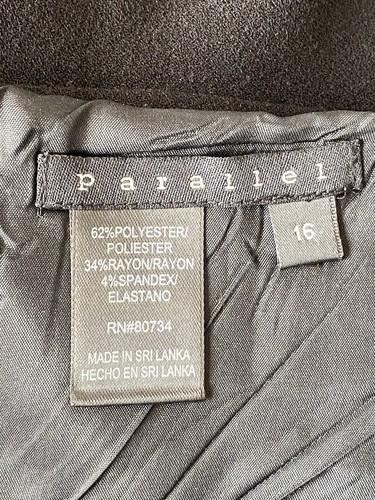 parallel
16
62%POLYESTER/
POLIESTER
34%RAYON/RAYON
4%SPANDEX/
ELASTANO
RN#80734
MADE IN SRI LANKA
HECHO EN SRI LANKA